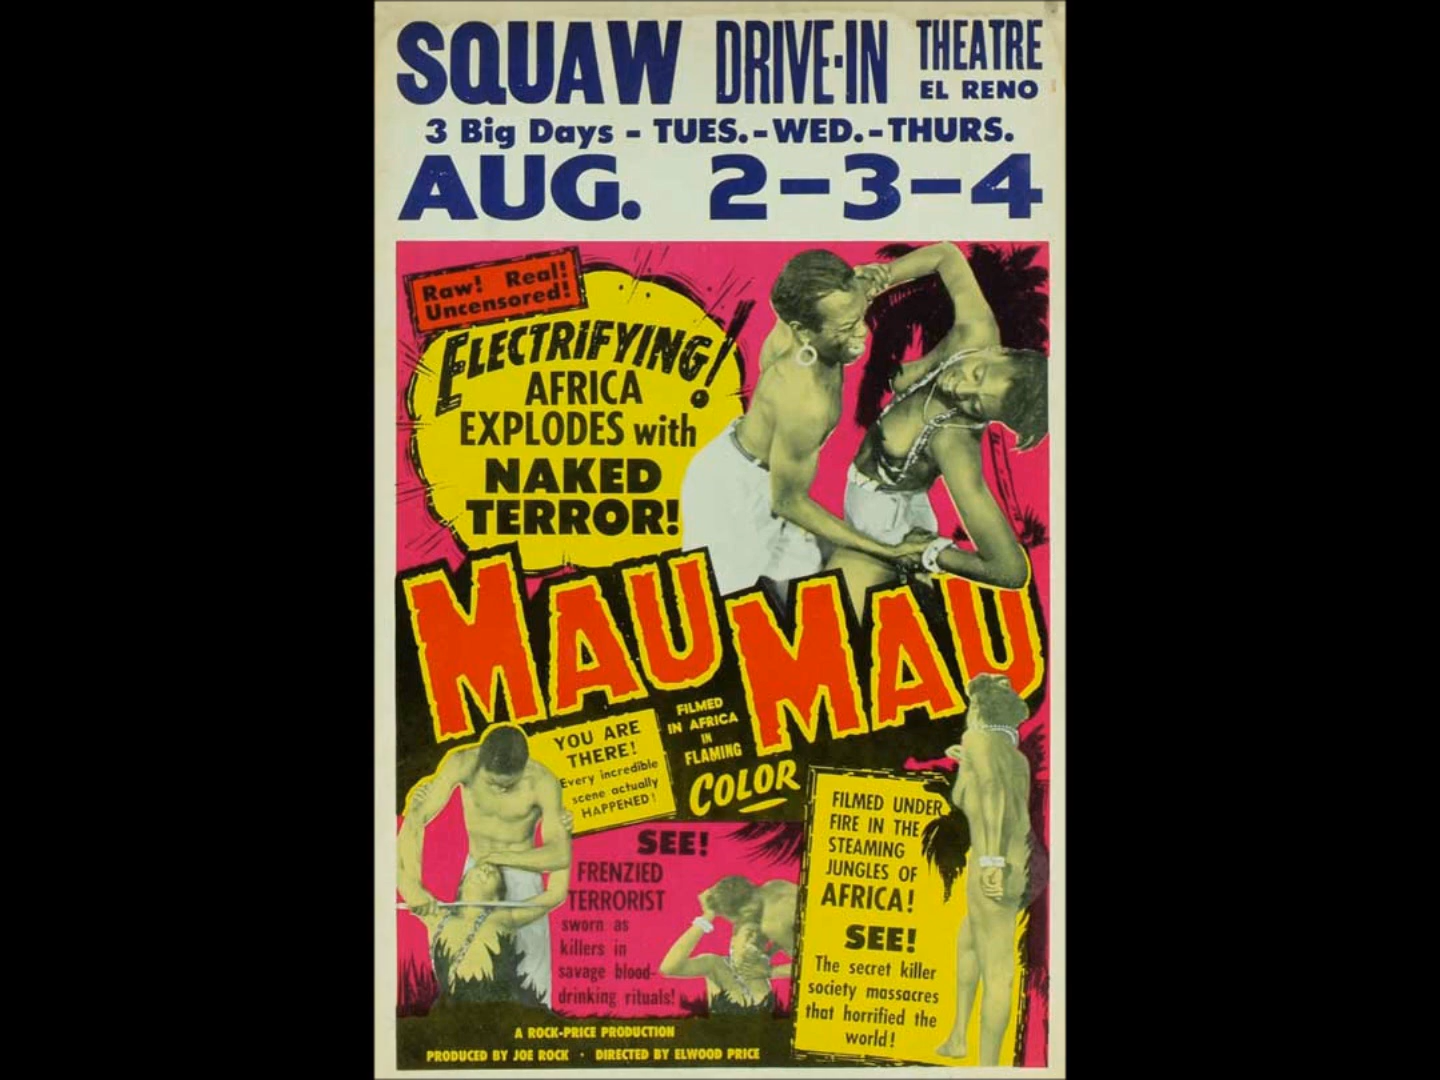 SQUAW DRIVE-IN THEATRE
EL RENO
3 Big Days - TUES.-WED.-THURS.
AUG. 2-3-4
Raw! Real!
Uncensored!
ELECTRIFYING!
AFRICA
EXPLODES with
NAKED
TERROR!
MAU MAU
FILMED
IN AFRICA
IN
FLAMING
COLOR
YOU ARE
THERE!
Every incredible
scene actually
HAPPENED!
SEE!
FRENZIED
TERRORIST
sworn as
killers in
savage blood-
drinking rituals!
FILMED UNDER
FIRE IN THE
STEAMING
JUNGLES OF
AFRICA!
SEE!
The secret killer
society massacres
that horrified the
world!
A ROCK-PRICE PRODUCTION
PRODUCED BY JOE ROCK · DIRECTED BY ELWOOD PRICE